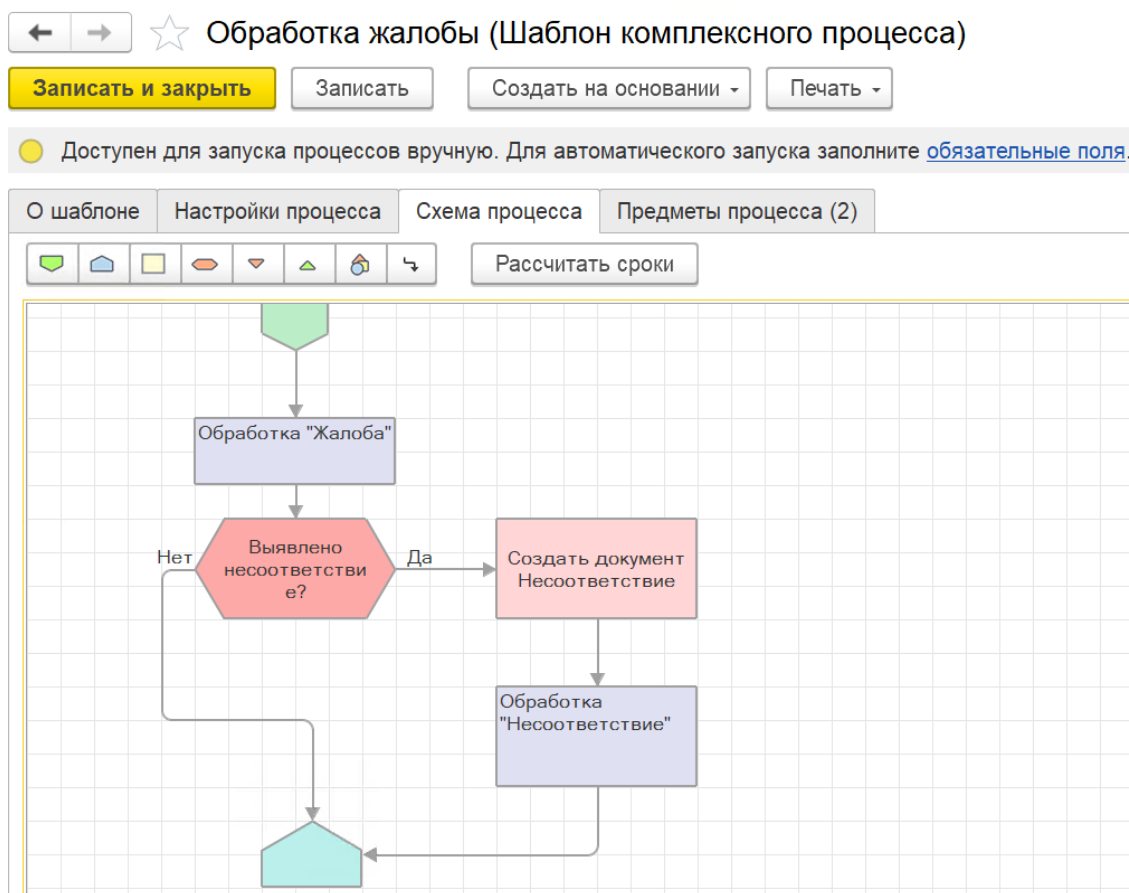 Обработка жалобы (Шаблон комплексного процесса)
Записать и закрыть
Записать
Создать на основании
Печать
Доступен для запуска процессов вручную. Для автоматического запуска заполните обязательные поля.
О шаблоне
Настройки процесса
Схема процесса
Предметы процесса (2)
Рассчитать сроки
Обработка "Жалоба"
Нет
Выявлено
несоответстви
е?
Да
Создать документ
Несоответствие
Обработка
"Несоответствие"